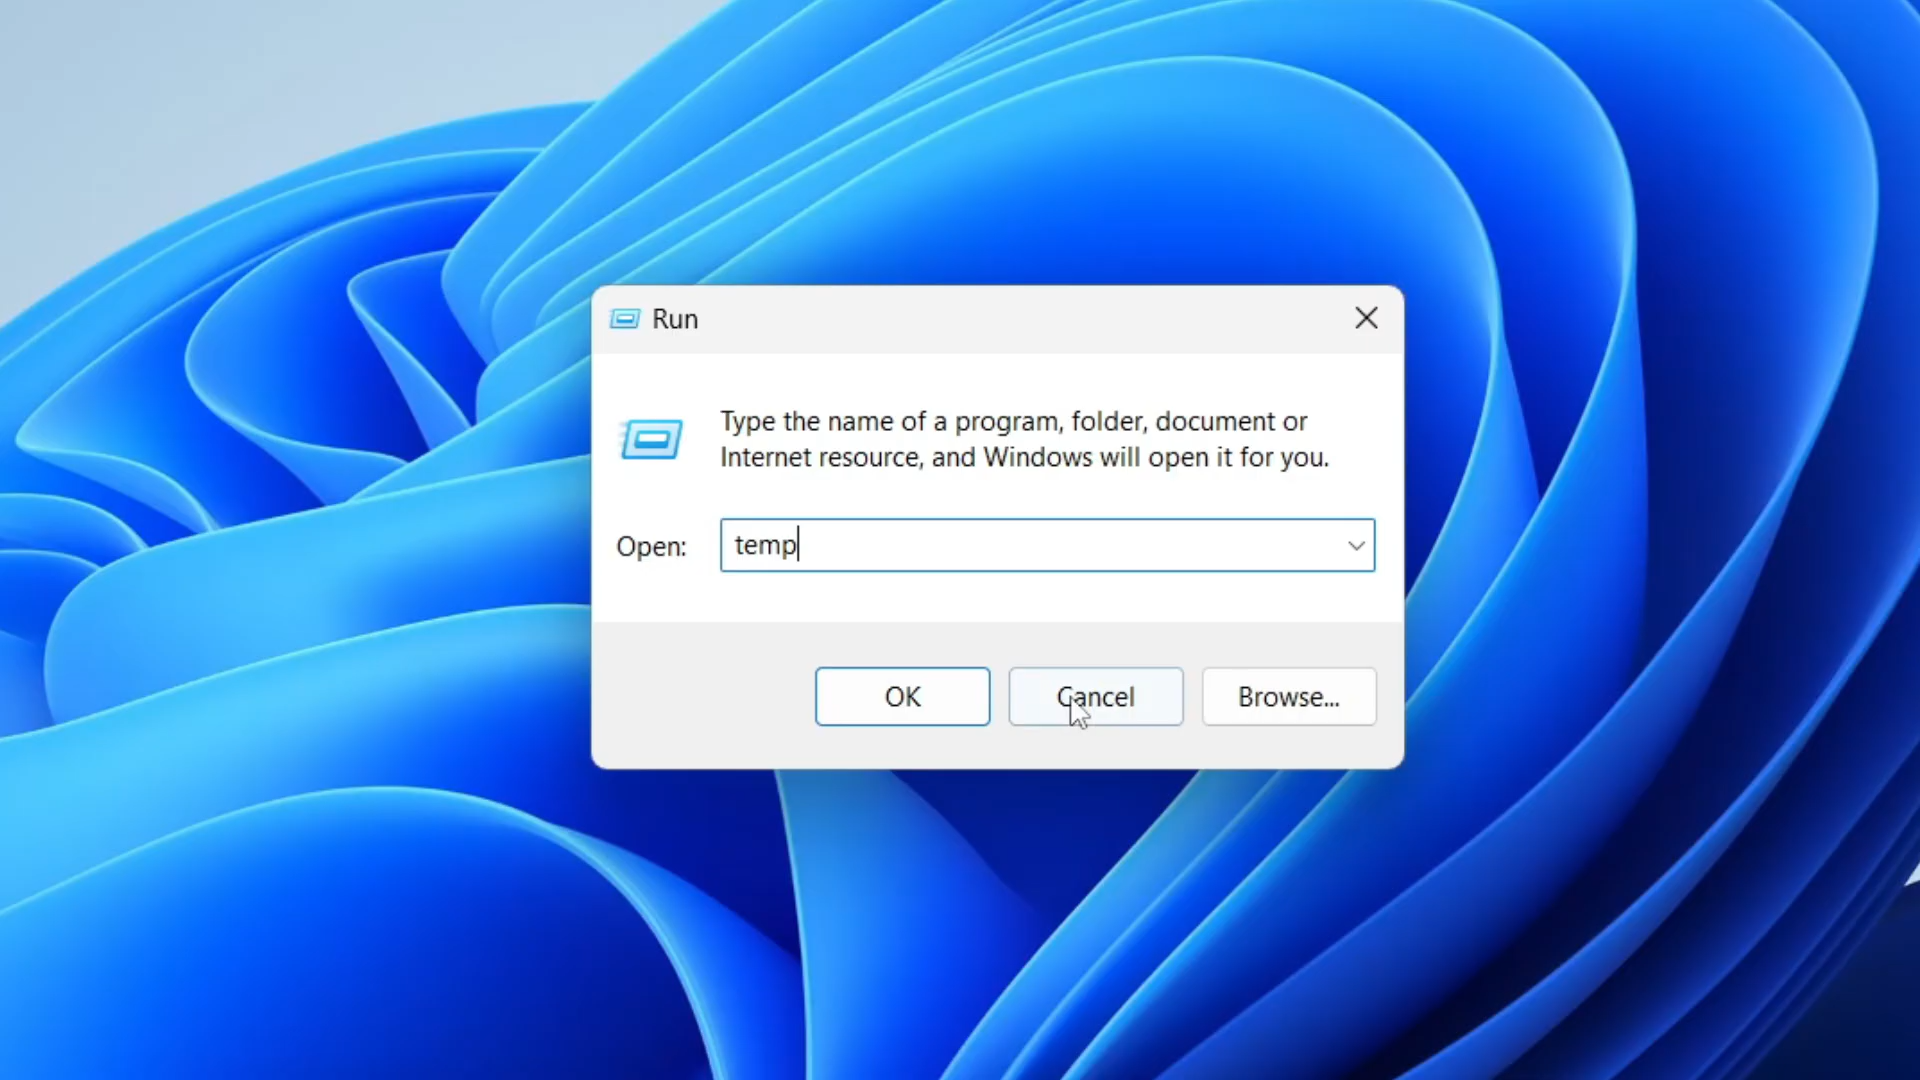 Run
Type the name of a program, folder, document or
Internet resource, and Windows will open it for you.
Open: temp
OK Cancel Browse...